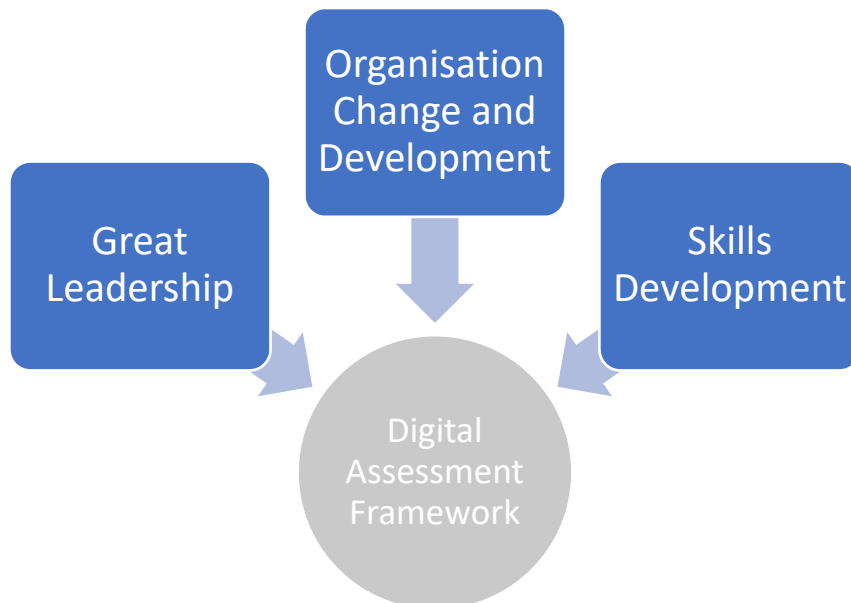 Organisation
Change and
Development
Great
Leadership
Skills
Development
Digital
Assessment
Framework